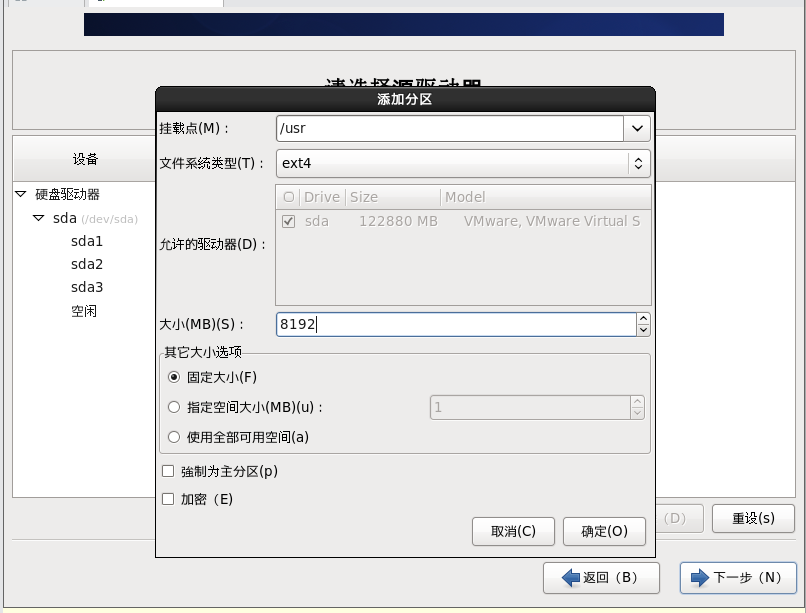 添加分区
挂载点(M)：
/usr
文件系统类型(T)：
ext4
允许的驱动器(D)：
Drive Size Model
sda 122880 MB VMware, VMware Virtual S
大小(MB)(S)：
8192
其它大小选项
固定大小(F)
指定空间大小(MB)(u)：
1
使用全部可用空间(a)
強制为主分区(p)
加密（E)
取消(C)
确定(O)
设备
硬盘驱动器
sda (/dev/sda)
sda1
sda2
sda3
空闲
(D)
重设(s)
返回（B）
下一步（N）